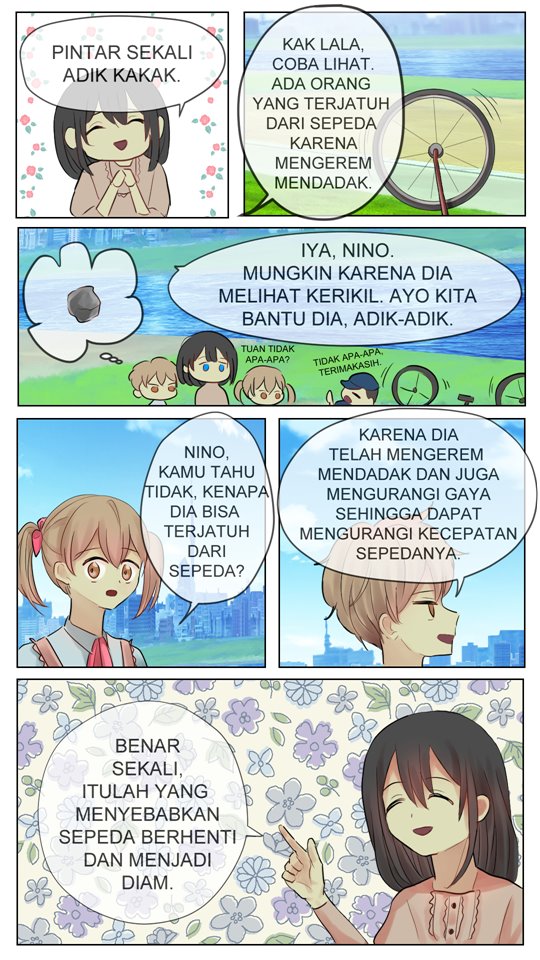 PINTAR SEKALI
ADIK KAKAK.
KAK LALA,
COBA LIHAT.
ADA ORANG
YANG TERJATUH
DARI SEPEDA
KARENA
MENGEREM
MENDADAK.
IYA, NINO.
MUNGKIN KARENA DIA
MELIHAT KERIKIL. AYO KITA
BANTU DIA, ADIK-ADIK.
TUAN TIDAK
APA-APA?
TIDAK APA-APA,
TERIMAKASIH.
NINO,
KAMU TAHU
TIDAK, KENAPA
DIA BISA
TERJATUH
DARI
SEPEDA?
KARENA DIA
TELAH MENGEREM
MENDADAK DAN JUGA
MENGURANGI GAYA
SEHINGGA DAPAT
MENGURANGI KECEPATAN
SEPEDANYA.
BENAR
SEKALI,
ITULAH YANG
MENYEBABKAN
SEPEDA BERHENTI
DAN MENJADI
DIAM.